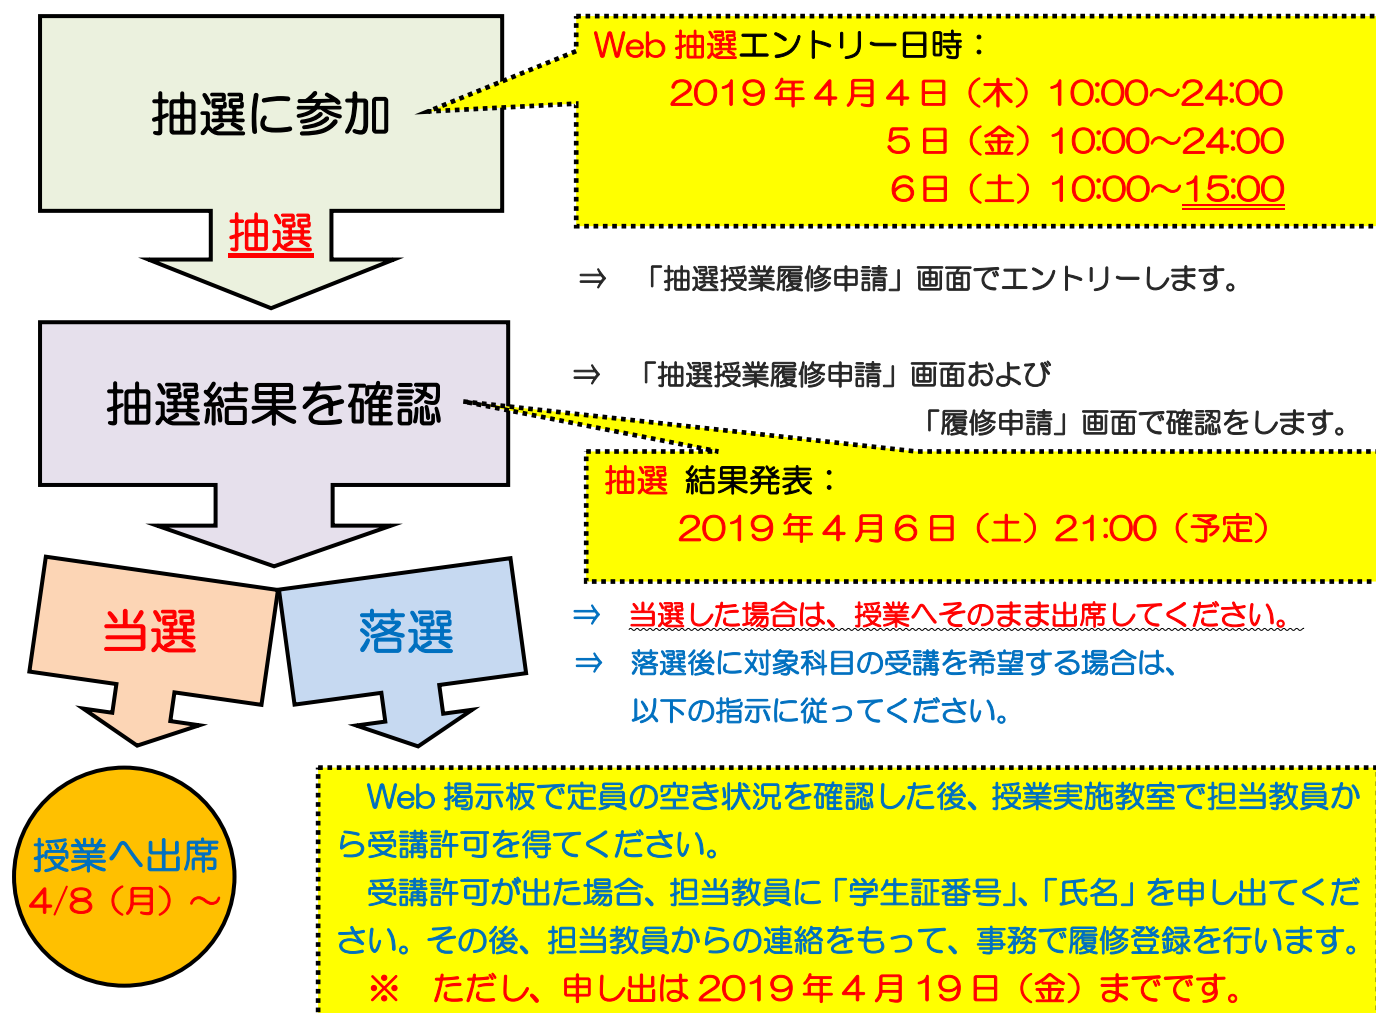 抽選に参加
Web 抽選エントリー日時：
2019 年 4 月 4 日（木）10:00～24:00
5 日（金）10:00～24:00
6日（土）10:00～15:00
抽選
⇒　「抽選授業履修申請」画面でエントリーします。
抽選結果を確認
⇒　「抽選授業履修申請」画面および
「履修申請」画面で確認をします。
抽選 結果発表：
2019 年 4 月 6 日（土）21:00（予定）
当選
落選
⇒　当選した場合は、授業へそのまま出席してください。
⇒　落選後に対象科目の受講を希望する場合は、
以下の指示に従ってください。
授業へ出席
4/8（月）～
Web 掲示板で定員の空き状況を確認した後、授業実施教室で担当教員か
ら受講許可を得てください。
受講許可が出た場合、担当教員に「学生証番号」、「氏名」を申し出てくだ
さい。その後、担当教員からの連絡をもって、事務で履修登録を行います。
※　ただし、申し出は 2019 年 4 月 19 日（金）までです。